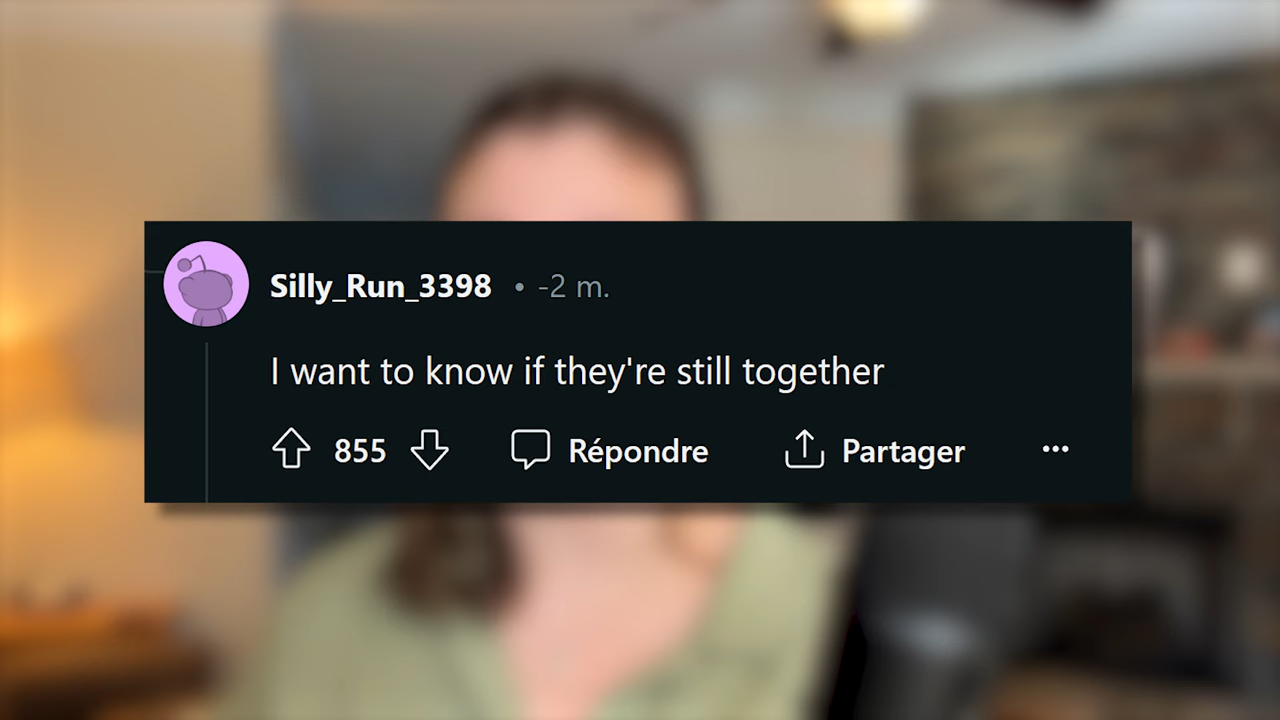 Silly_Run_3398 • -2 m.
I want to know if they're still together
855 Répondre Partager